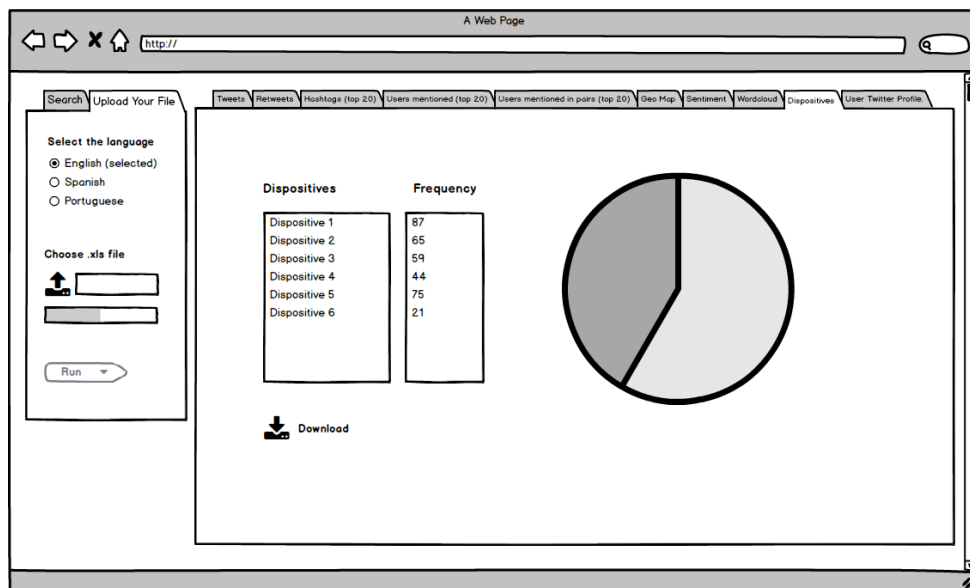 A Web Page
http://
Search
Upload Your File
Tweets
Retweets
Hashtags (top 20)
Users mentioned (top 20)
Users mentioned in pairs (top 20)
Geo Map
Sentiment
Wordcloud
Dispositives
User Twitter Profile.
Select the language
English (selected)
Spanish
Portuguese
Choose .xls file
Run
Dispositives Frequency
Dispositive 1 87
Dispositive 2 65
Dispositive 3 59
Dispositive 4 44
Dispositive 5 75
Dispositive 6 21
Download